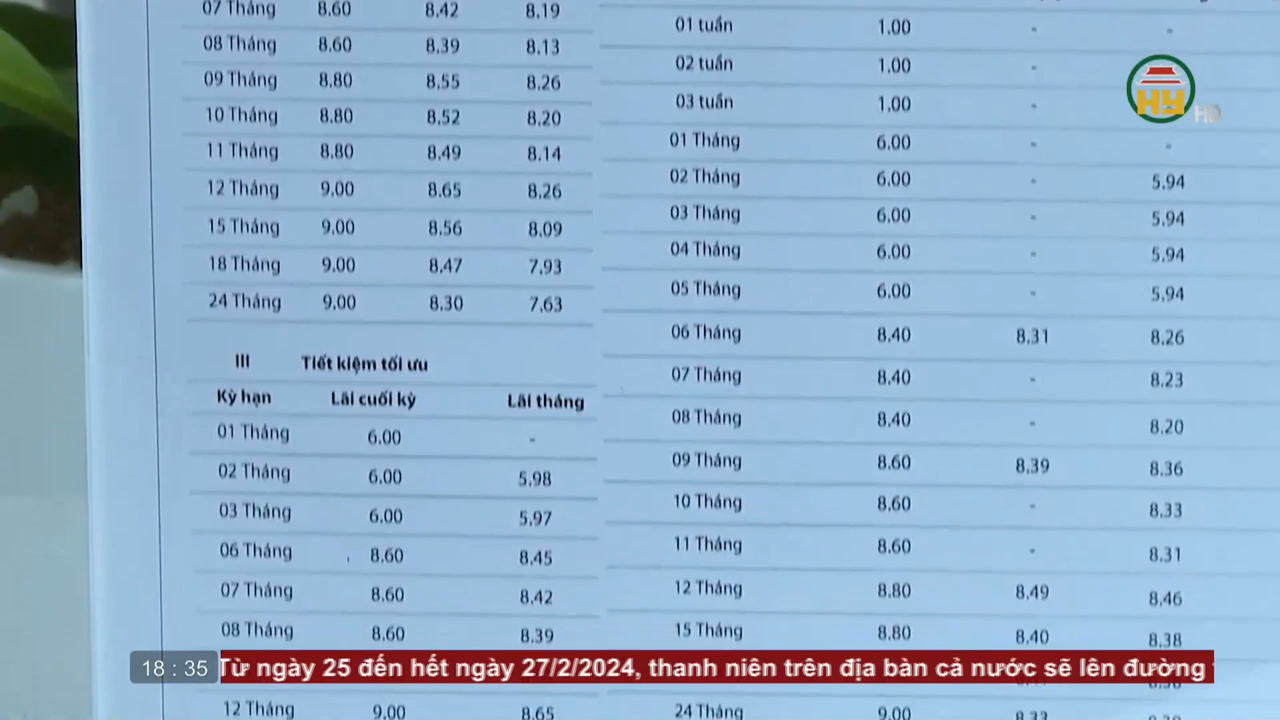 07 Tháng 8.60 8.42 8.19
08 Tháng 8.60 8.39 8.13
09 Tháng 8.80 8.55 8.26
10 Tháng 8.80 8.52 8.20
11 Tháng 8.80 8.49 8.14
12 Tháng 9.00 8.65 8.26
15 Tháng 9.00 8.56 8.09
18 Tháng 9.00 8.47 7.93
24 Tháng 9.00 8.30 7.63
III Tiết kiệm tối ưu
Kỳ hạn Lãi cuối kỳ Lãi tháng
01 Tháng 6.00 -
02 Tháng 6.00 5.98
03 Tháng 6.00 5.97
06 Tháng 8.60 8.45
07 Tháng 8.60 8.42
08 Tháng 8.60 8.39
12 Tháng 9.00 8.65
01 tuần 1.00 - -
02 tuần 1.00 -
03 tuần 1.00 -
01 Tháng 6.00 - -
02 Tháng 6.00 - 5.94
03 Tháng 6.00 - 5.94
04 Tháng 6.00 - 5.94
05 Tháng 6.00 - 5.94
06 Tháng 8.40 8.31 8.26
07 Tháng 8.40 - 8.23
08 Tháng 8.40 - 8.20
09 Tháng 8.60 8.39 8.36
10 Tháng 8.60 - 8.33
11 Tháng 8.60 - 8.31
12 Tháng 8.80 8.49 8.46
15 Tháng 8.80 8.40 8.38
24 Tháng 9.00
HY HD
18 : 35 Từ ngày 25 đến hết ngày 27/2/2024, thanh niên trên địa bàn cả nước sẽ lên đường